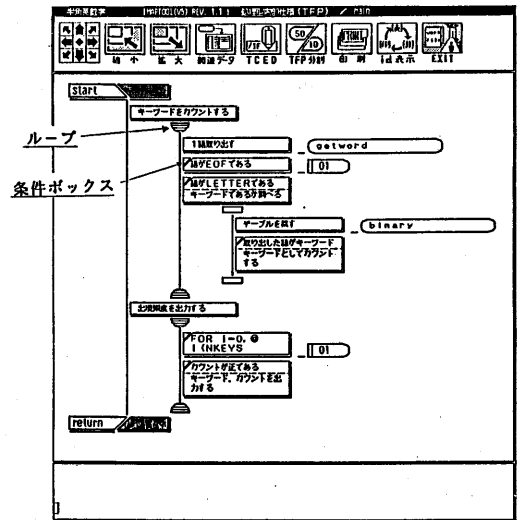 縮小
拡大
関連データ
TCED
50
10
TFP分割
印刷
id表示
EXIT
start
キーワードをカウントする
ループ
1語取り出す
getword
条件ボックス
語がEOFである
01
語がLETTERである
キーワードであるか調べる
テーブルを探す
binary
取り出した語がキーワード
キーワードとしてカウント
する
出現頻度を出力する
FOR I=0, @
I<NKEYS
01
カウントが正である
キーワード, カウントを出
力する
return